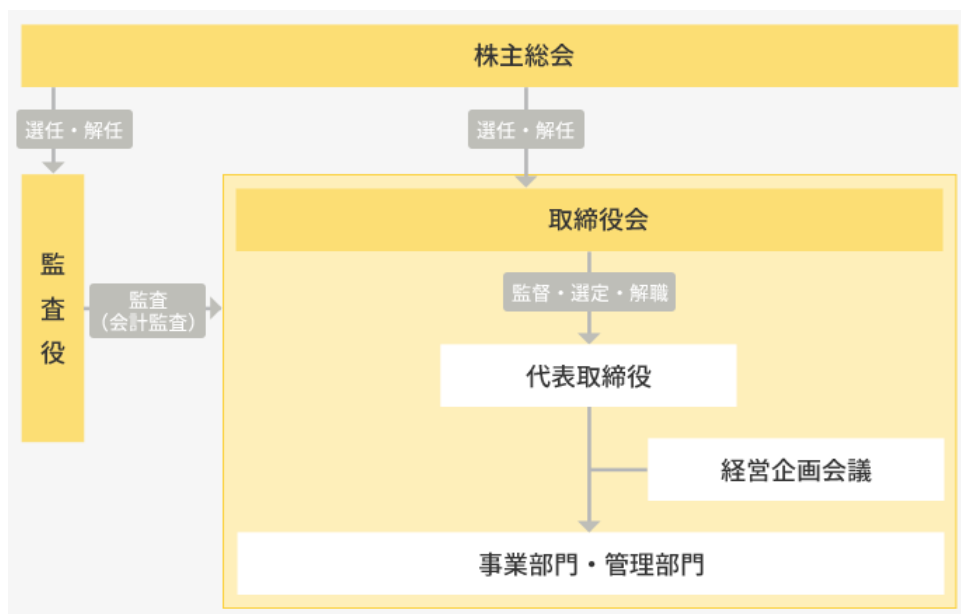 株主総会
選任・解任
選任・解任
取締役会
監査役
監査
（会計監査）
監督・選定・解職
代表取締役
経営企画会議
事業部門・管理部門